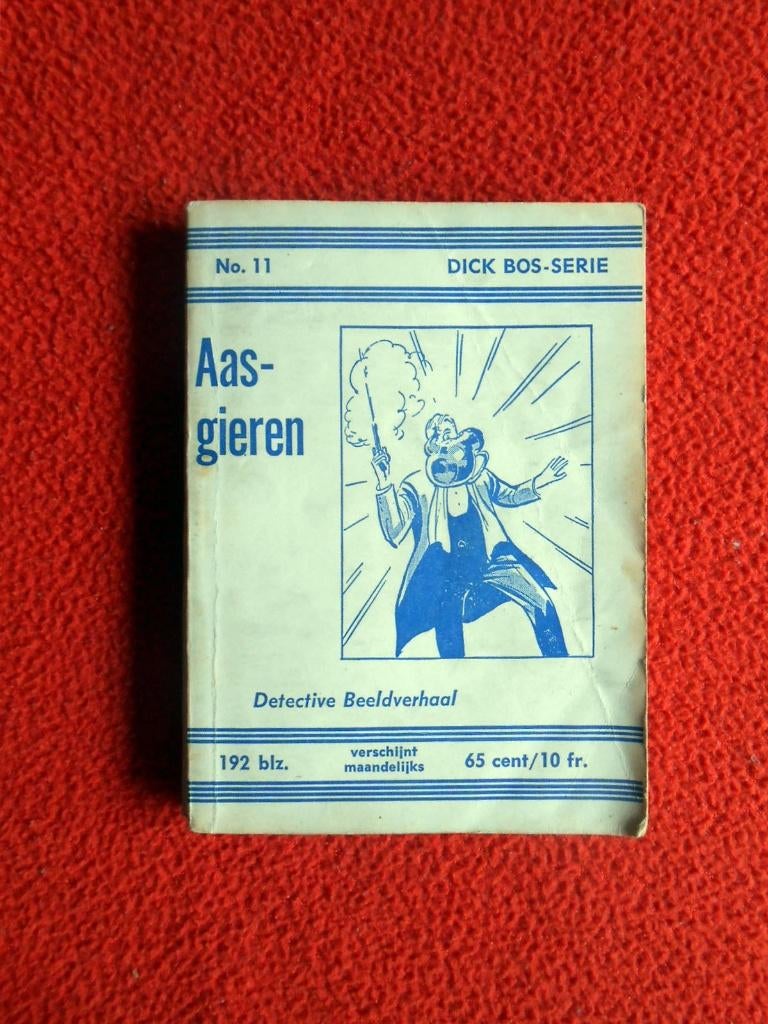 No. 11 DICK BOS-SERIE
Aas-
gieren
Detective Beeldverhaal
192 blz. verschijnt maandelijks 65 cent/10 fr.